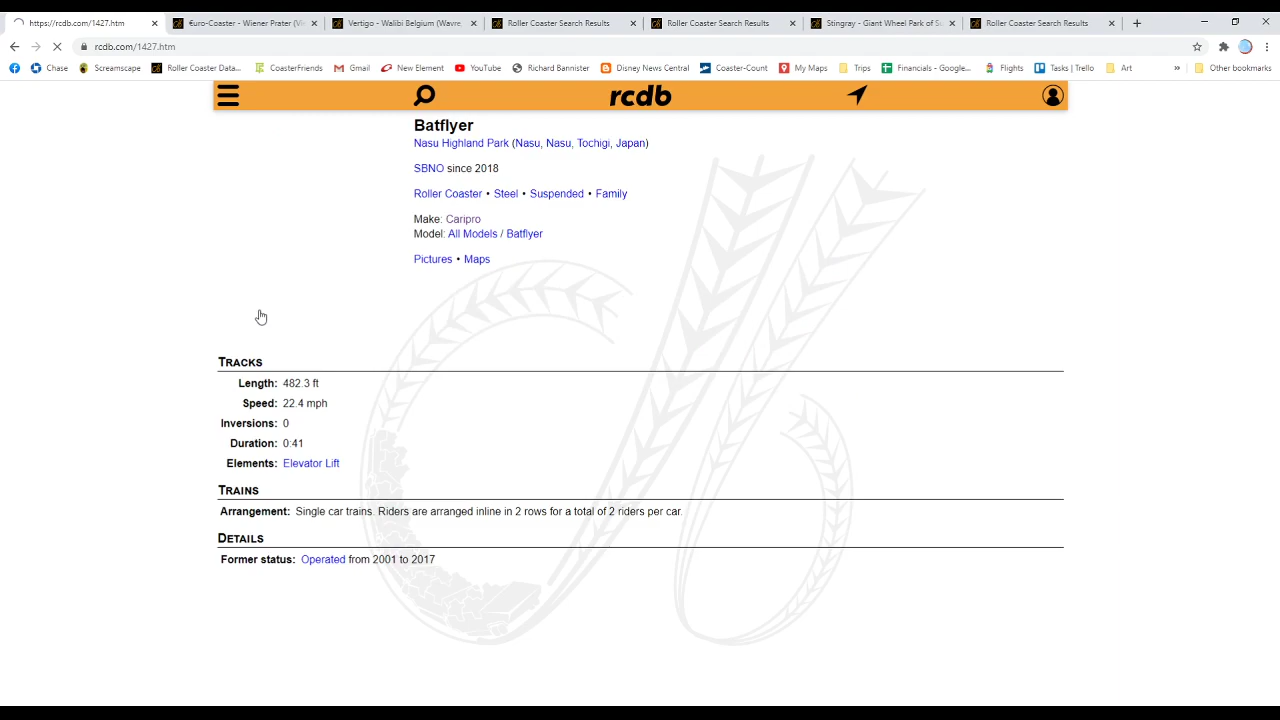 https://rcdb.com/1427.htm
€uro-Coaster - Wiener Prater (Vi
Vertigo - Walibi Belgium (Wavre,
Roller Coaster Search Results
Roller Coaster Search Results
Stingray - Giant Wheel Park of Su
Roller Coaster Search Results
rcdb.com/1427.htm
Chase
Screamscape
Roller Coaster Data...
CoasterFriends
Gmail
New Element
YouTube
Richard Bannister
Disney News Central
Coaster-Count
My Maps
Trips
Financials - Google...
Flights
Tasks | Trello
Art
»
Other bookmarks
rcdb
Batflyer
Nasu Highland Park (Nasu, Nasu, Tochigi, Japan)
SBNO since 2018
Roller Coaster • Steel • Suspended • Family
Make: Caripro
Model: All Models / Batflyer
Pictures • Maps
Tracks
Length: 482.3 ft
Speed: 22.4 mph
Inversions: 0
Duration: 0:41
Elements: Elevator Lift
Trains
Arrangement: Single car trains. Riders are arranged inline in 2 rows for a total of 2 riders per car.
Details
Former status: Operated from 2001 to 2017